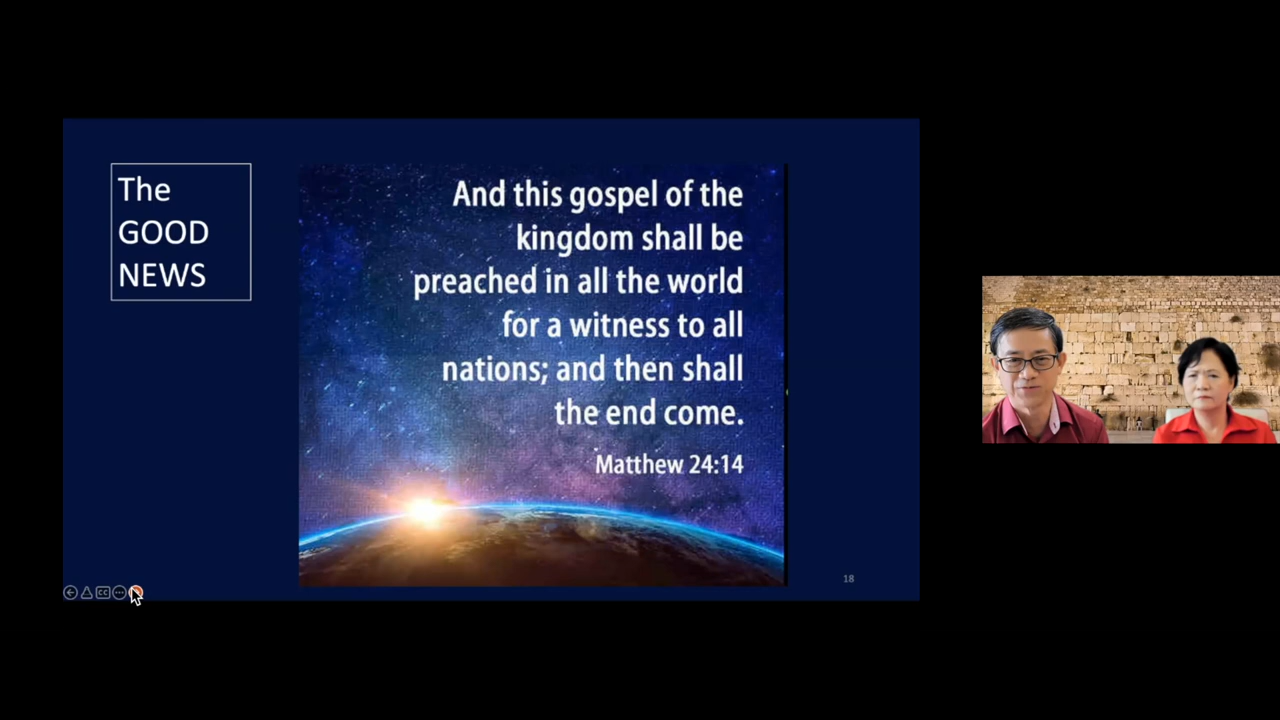 The
GOOD
NEWS
And this gospel of the
kingdom shall be
preached in all the world
for a witness to all
nations; and then shall
the end come.
Matthew 24:14
18
CC